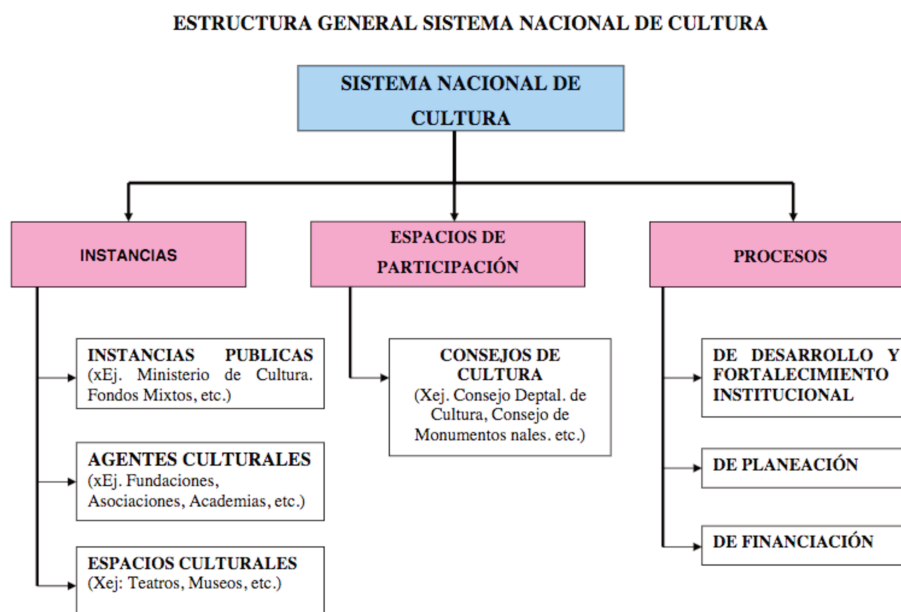 ESTRUCTURA GENERAL SISTEMA NACIONAL DE CULTURA
SISTEMA NACIONAL DE
CULTURA
INSTANCIAS
ESPACIOS DE
PARTICIPACIÓN
PROCESOS
INSTANCIAS PUBLICAS
(xEj. Ministerio de Cultura.
Fondos Mixtos, etc.)
AGENTES CULTURALES
(xEj. Fundaciones,
Asociaciones, Academias, etc.)
ESPACIOS CULTURALES
(Xej: Teatros, Museos, etc.)
CONSEJOS DE
CULTURA
(Xej. Consejo Deptal. de
Cultura, Consejo de
Monumentos nales. etc.)
DE DESARROLLO Y
FORTALECIMIENTO
INSTITUCIONAL
DE PLANEACIÓN
DE FINANCIACIÓN